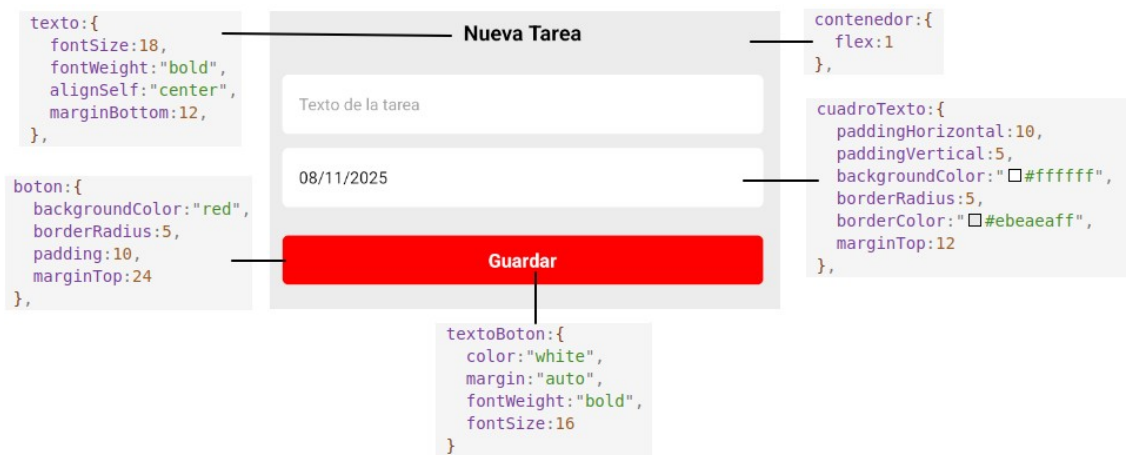 texto:{
  fontSize:18,
  fontWeight:"bold",
  alignSelf:"center",
  marginBottom:12,
},
Nueva Tarea
contenedor:{
  flex:1
},
Texto de la tarea
08/11/2025
cuadroTexto:{
  paddingHorizontal:10,
  paddingVertical:5,
  backgroundColor:"#ffffff",
  borderRadius:5,
  borderColor:"#ebeaeaff",
  marginTop:12
},
boton:{
  backgroundColor:"red",
  borderRadius:5,
  padding:10,
  marginTop:24
},
Guardar
textoBoton:{
  color:"white",
  margin:"auto",
  fontWeight:"bold",
  fontSize:16
}